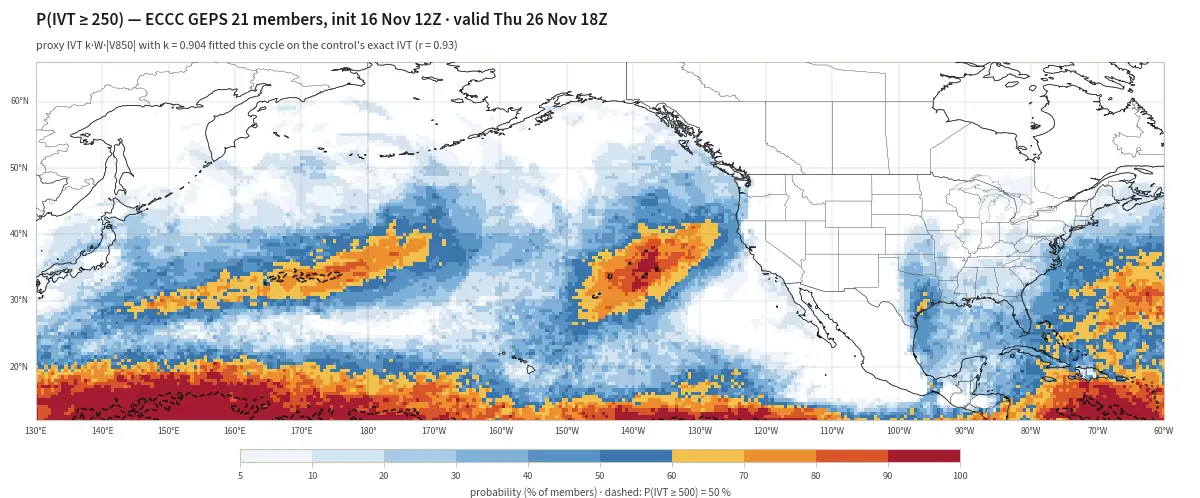 P(IVT ≥ 250) — ECCC GEPS 21 members, init 16 Nov 12Z · valid Thu 26 Nov 18Z
proxy IVT k·W·|V850| with k = 0.904 fitted this cycle on the control's exact IVT (r = 0.93)
60°N
50°N
40°N
30°N
20°N
130°E 140°E 150°E 160°E 170°E 180° 170°W 160°W 150°W 140°W 130°W 120°W 110°W 100°W 90°W 80°W 70°W 60°W
5 10 20 30 40 50 60 70 80 90 100
probability (% of members) · dashed: P(IVT ≥ 500) = 50 %